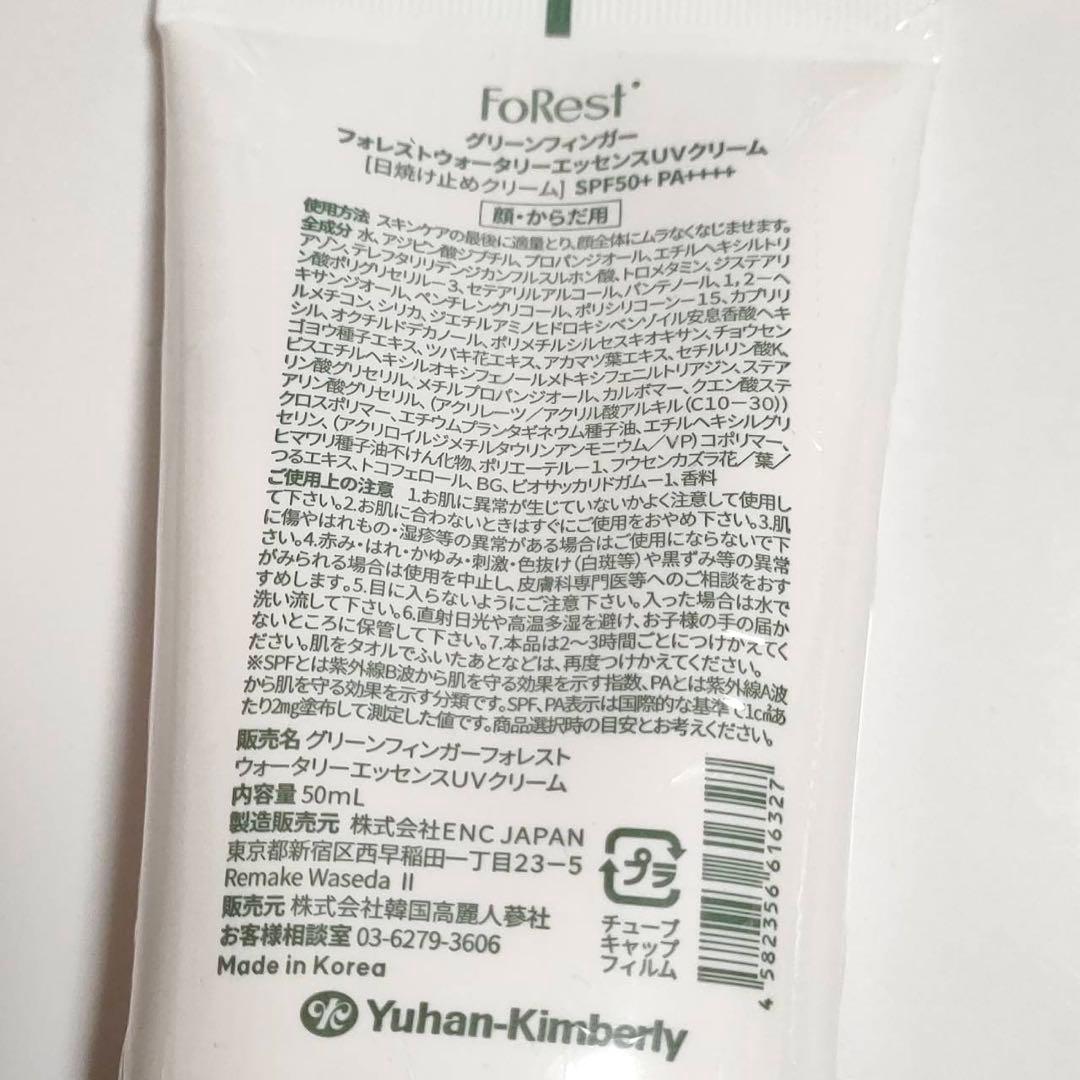 FoRest
グリーンフィンガー
フォレストウォータリーエッセンスUVクリーム
[日焼け止めクリーム] SPF50+ PA++++
顔・からだ用
使用方法 スキンケアの最後に適量とり、顔全体にムラなくなじませます。
全成分 水、アジピン酸ジブチル、プロパンジオール、エチルヘキシルトリ
アゾン、テレフタリリデンジカンフルスルホン酸、トロメタミン、ジステアリ
ン酸ポリグリセリル-3、セテアリルアルコール、パンテノール、1,2-ヘ
キサンジオール、ペンチレングリコール、ポリシリコーン-15、カプリリ
ルメチコン、シリカ、ジエチルアミノヒドロキシベンゾイル安息香酸ヘキ
シル、オクチルドデカノール、ポリメチルシルセスキオキサン、チョウセン
ゴヨウ種子エキス、ツバキ花エキス、アカマツ葉エキス、セチルリン酸K、
ビスエチルヘキシルオキシフェノールメトキシフェニルトリアジン、ステア
リン酸グリセリル、メチルプロパンジオール、カルボマー、クエン酸ステ
アリン酸グリセリル、(アクリレーツ/アクリル酸アルキル(C10-30))
クロスポリマー、エチウムプランタギネウム種子油、エチルヘキシルグリ
セリン、(アクリロイルジメチルタウリンアンモニウム/VP)コポリマー、
ヒマワリ種子油不けん化物、ポリエーテル-1、フウセンカズラ花/葉/
つるエキス、トコフェロール、BG、ビオサッカリドガム-1、香料
ご使用上の注意 1.お肌に異常が生じていないかよく注意して使用し
て下さい。2.お肌に合わないときはすぐにご使用をおやめ下さい。3.肌
に傷やはれもの・湿疹等の異常がある場合はご使用にならないで下
さい。4.赤み・はれ・かゆみ・刺激・色抜け(白斑等)や黒ずみ等の異常
がみられる場合は使用を中止し、皮膚科専門医等へのご相談をおす
すめします。5.目に入らないようにご注意下さい。入った場合は水で
洗い流して下さい。6.直射日光や高温多湿を避け、お子様の手の届か
ないところに保管して下さい。7.本品は2~3時間ごとにつけかえてく
ださい。肌をタオルでふいたあとなどは、再度つけかえてください。
※SPFとは紫外線B波から肌を守る効果を示す指数、PAとは紫外線A波
から肌を守る効果を示す分類です。SPF、PA表示は国際的な基準で1c㎡あ
たり2mg塗布して測定した値です。商品選択時の目安とお考えください。
販売名 グリーンフィンガーフォレスト
ウォータリーエッセンスUVクリーム
内容量 50mL
製造販売元 株式会社ENC JAPAN
東京都新宿区西早稲田一丁目23-5
Remake Waseda II
販売元 株式会社韓国高麗人蔘社
お客様相談室 03-6279-3606
Made in Korea
プラ
チューブ
キャップ
フィルム
4 582356 616327
Yuhan-Kimberly